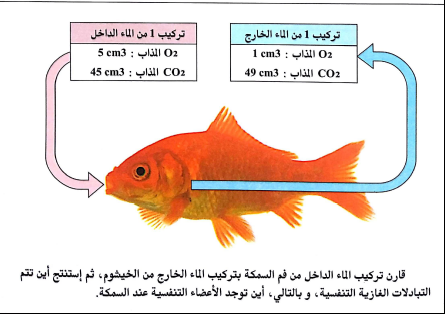 تركيب 1 من الماء الخارج
O2 المذاب : 1 cm3
CO2 المذاب : 49 cm3
تركيب 1 من الماء الداخل
O2 المذاب : 5 cm3
CO2 المذاب : 45 cm3
قارن تركيب الماء الداخل من فم السمكة بتركيب الماء الخارج من الخيشوم، ثم إستنتج أين تتم
التبادلات الغازية التنفسية، و بالتالي، أين توجد الأعضاء التنفسية عند السمكة.